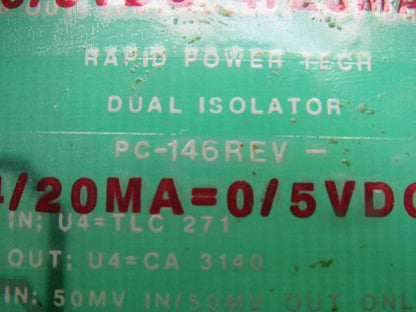 RAPID POWER TECH
DUAL ISOLATOR
PC-146REV -
4/20MA=0/5VDC
IN; U4=TLC 271
OUT; U4=CA 3140
IN; 50MV IN/50MV OUT ONL